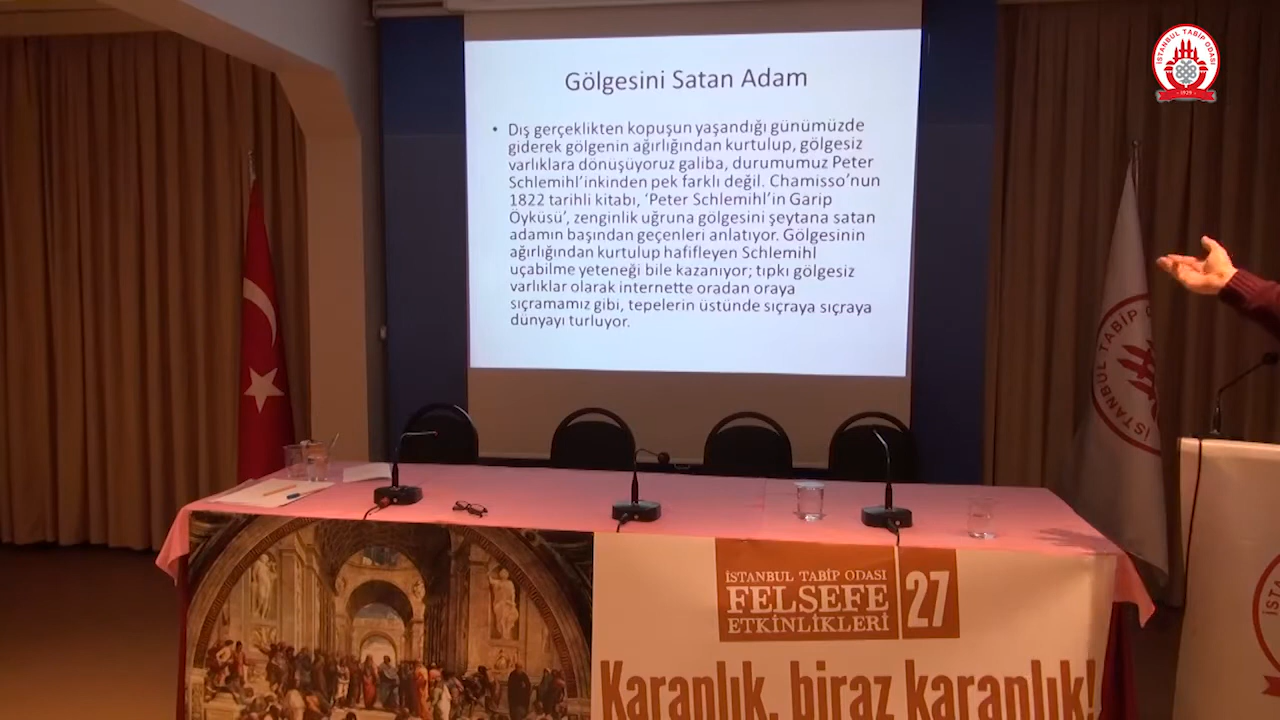 İSTANBUL TABİP ODASI
- 1929 -
Gölgesini Satan Adam
• Dış gerçeklikten kopuşun yaşandığı günümüzde
giderek gölgenin ağırlığından kurtulup, gölgesiz
varlıklara dönüşüyoruz galiba, durumumuz Peter
Schlemihl’inkinden pek farklı değil. Chamisso’nun
1822 tarihli kitabı, ‘Peter Schlemihl’in Garip
Öyküsü’, zenginlik uğruna gölgesini şeytana satan
adamın başından geçenleri anlatıyor. Gölgesinin
ağırlığından kurtulup hafifleyen Schlemihl
uçabilme yeteneği bile kazanıyor; tıpkı gölgesiz
varlıklar olarak internette oradan oraya
sıçramamız gibi, tepelerin üstünde sıçraya sıçraya
dünyayı turluyor.
İSTANBUL TABİP
İSTANBUL TABİP ODASI
FELSEFE
ETKİNLİKLERİ
27
Karanlık, biraz karanlık!